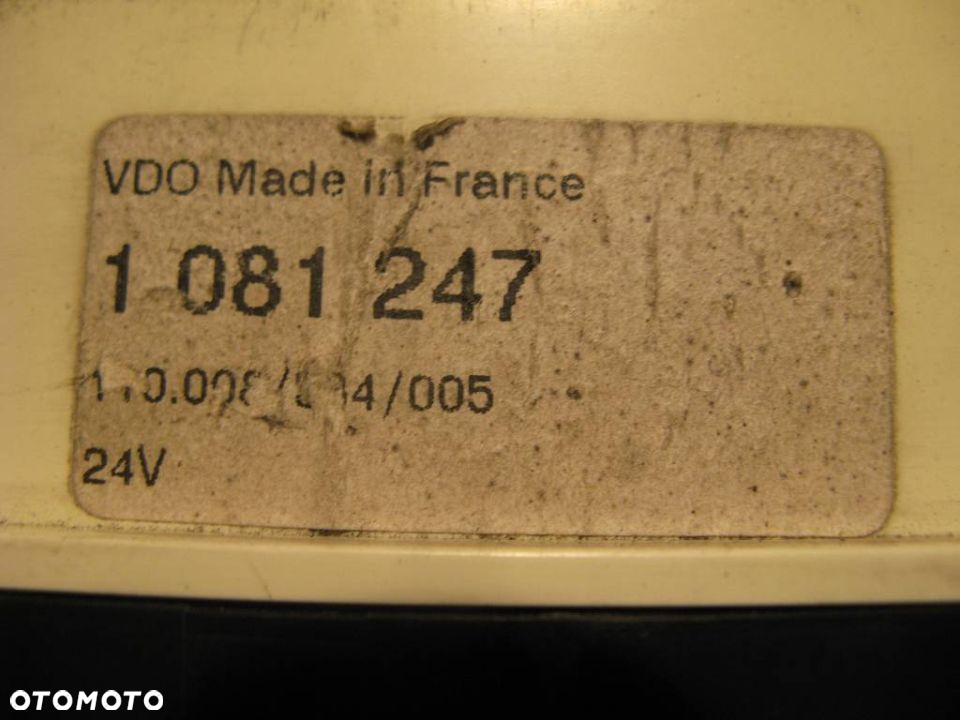 VDO Made in France
1 081 247
24V
OTOMOTO